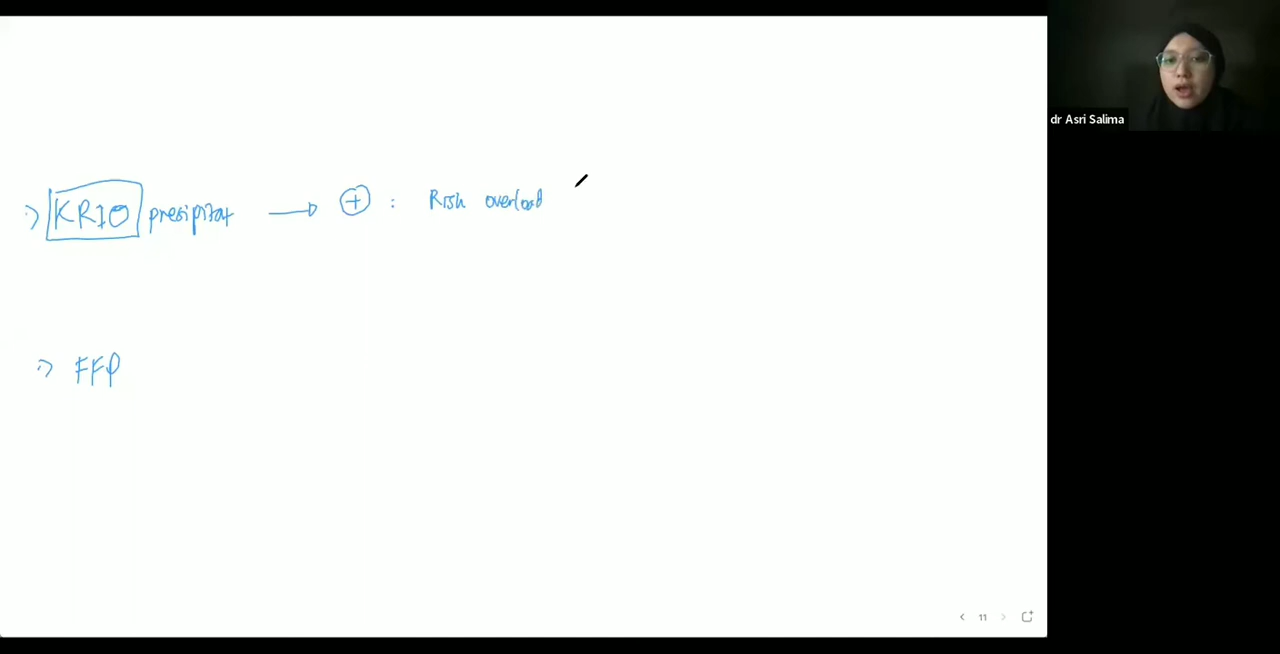 dr Asri Salima
KRIO presipitat → + : Risk overload
FFP
11